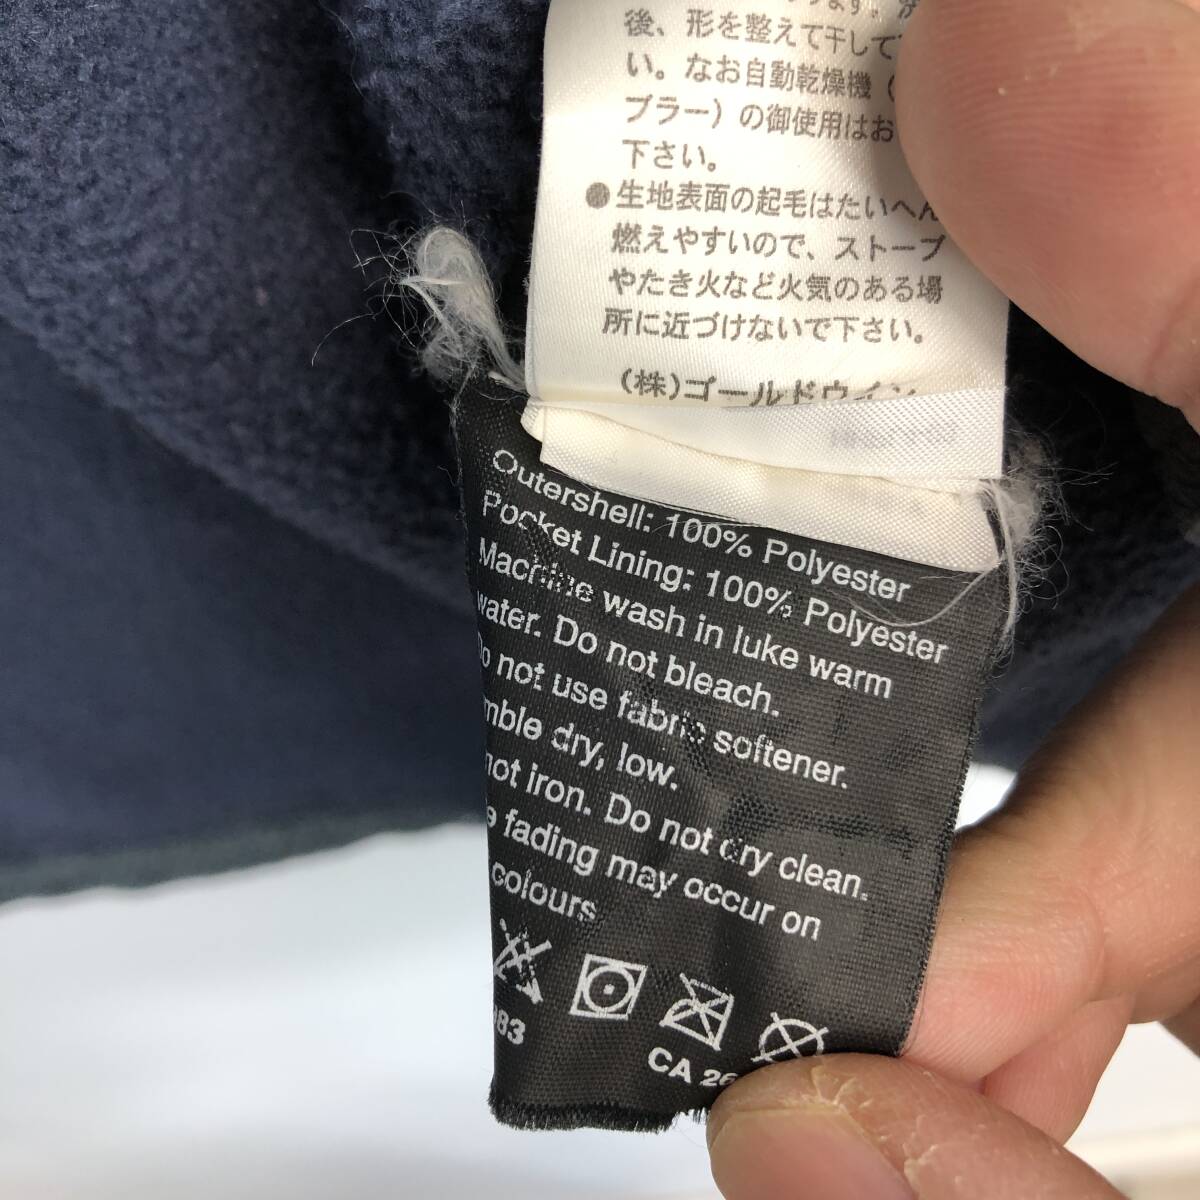 後、形を整えて干して
い。なお自動乾燥機（
ブラー）の御使用はお
下さい。
●生地表面の起毛はたいへん
燃えやすいので、ストーブ
やたき火など火気のある場
所に近づけないで下さい。
(株)ゴールドウイン
Outershell: 100% Polyester
Pocket Lining: 100% Polyester
Machine wash in luke warm
water. Do not bleach.
Do not use fabric softener.
mble dry, low.
not iron. Do not dry clean.
e fading may occur on
colours
83
CA 26